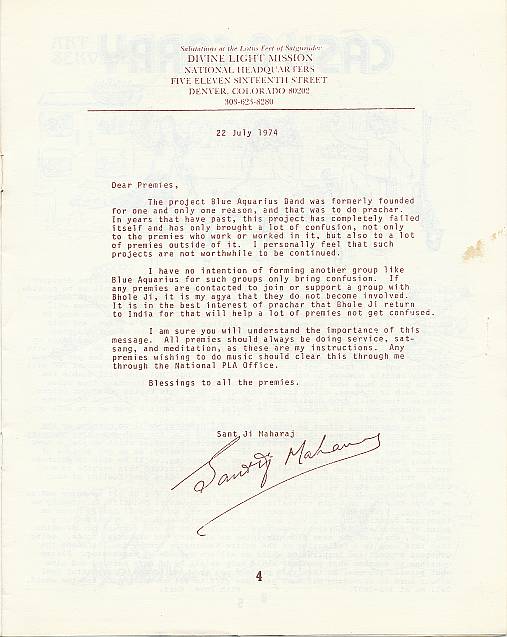 Salutations at the Lotus Feet of Satgurudev
DIVINE LIGHT MISSION
NATIONAL HEADQUARTERS
FIVE ELEVEN SIXTEENTH STREET
DENVER, COLORADO 80202
303-623-8280
22 July 1974
Dear Premies,
The project Blue Aquarius Band was formerly founded
for one and only one reason, and that was to do prachar.
In years that have past, this project has completely failed
itself and has only brought a lot of confusion, not only
to the premies who work or worked in it, but also to a lot
of premies outside of it. I personally feel that such
projects are not worthwhile to be continued.
I have no intention of forming another group like
Blue Aquarius for such groups only bring confusion. If
any premies are contacted to join or support a group with
Bhole Ji, it is my agya that they do not become involved.
It is in the best interest of prachar that Bhole Ji return
to India for that will help a lot of premies not get confused.
I am sure you will understand the importance of this
message. All premies should always be doing service, sat-
sang, and meditation, as these are my instructions. Any
premies wishing to do music should clear this through me
through the National PLA Office.
Blessings to all the premies.
Sant Ji Maharaj
Sant Ji Maharaj
4